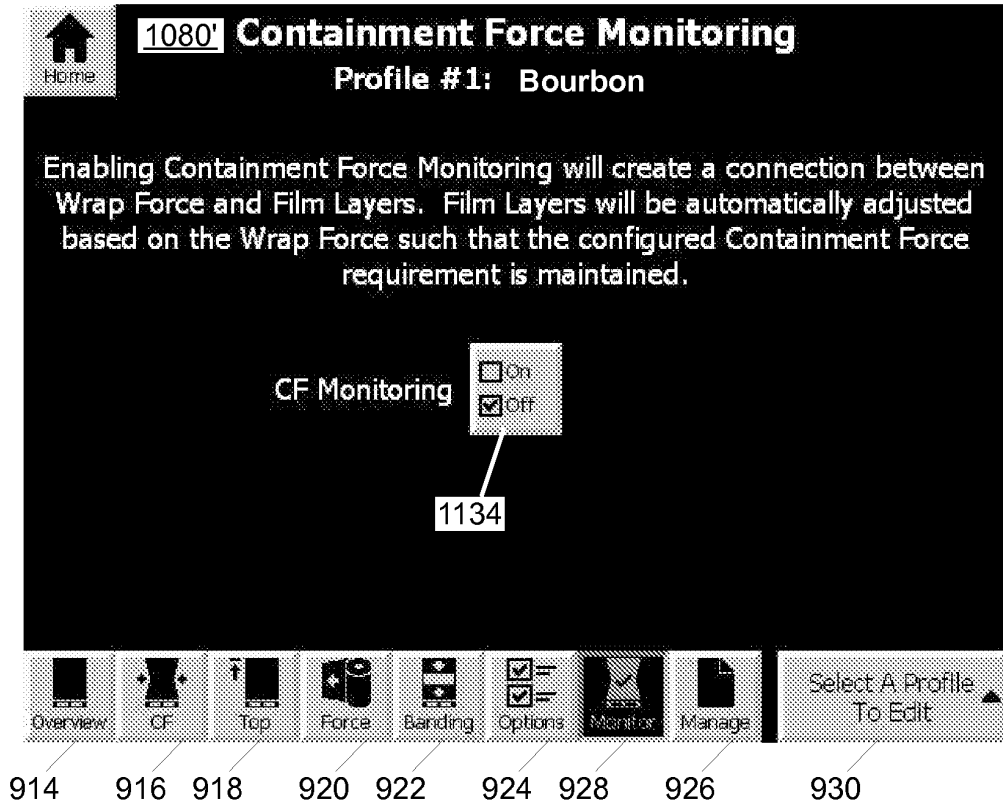 1080' Containment Force Monitoring
Home
Profile #1: Bourbon
Enabling Containment Force Monitoring will create a connection between
Wrap Force and Film Layers. Film Layers will be automatically adjusted
based on the Wrap Force such that the configured Containment Force
requirement is maintained.
On
CF Monitoring
Off
1134
Select A Profile
To Edit
Overview CF Top Force Banding Options Monitor Manage
914 916 918 920 922 924 928 926 930